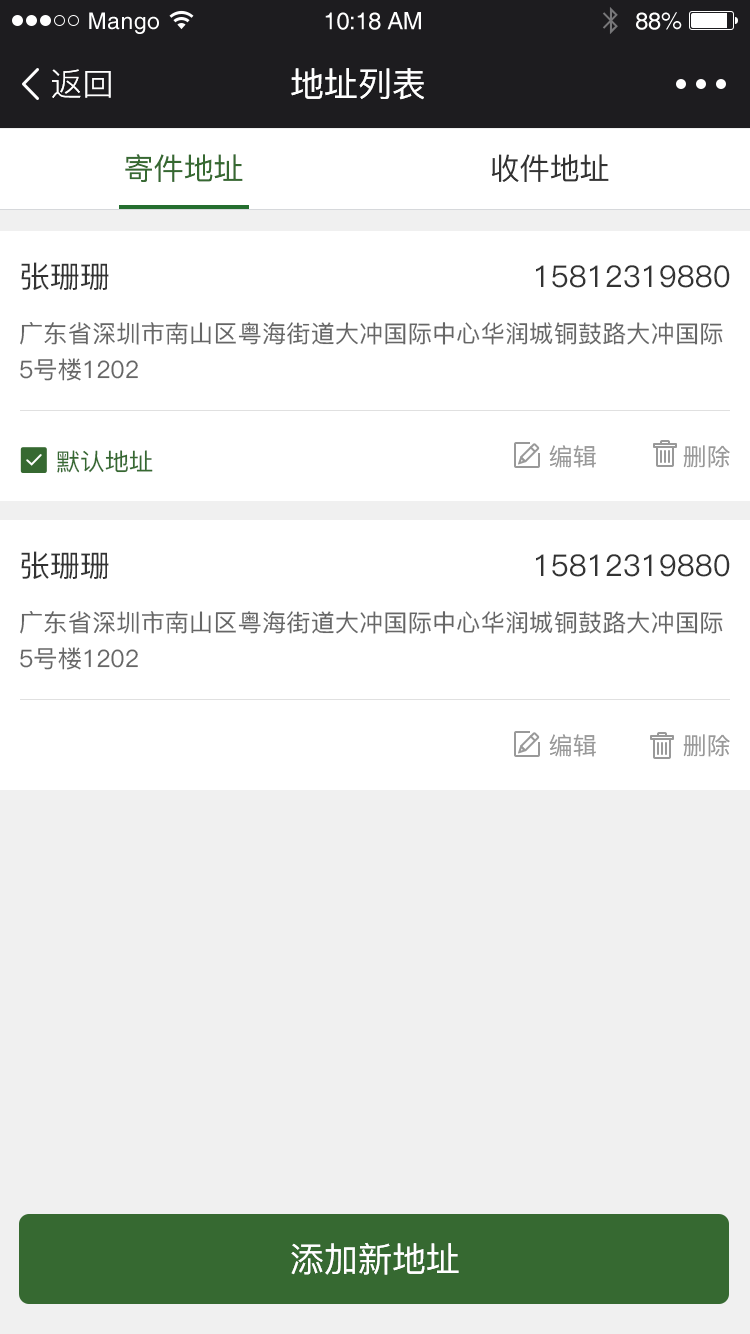 Mango 10:18 AM 88%
返回 地址列表
寄件地址 收件地址
张珊珊 15812319880
广东省深圳市南山区粤海街道大冲国际中心华润城铜鼓路大冲国际
5号楼1202
默认地址 编辑 删除
张珊珊 15812319880
广东省深圳市南山区粤海街道大冲国际中心华润城铜鼓路大冲国际
5号楼1202
编辑 删除
添加新地址